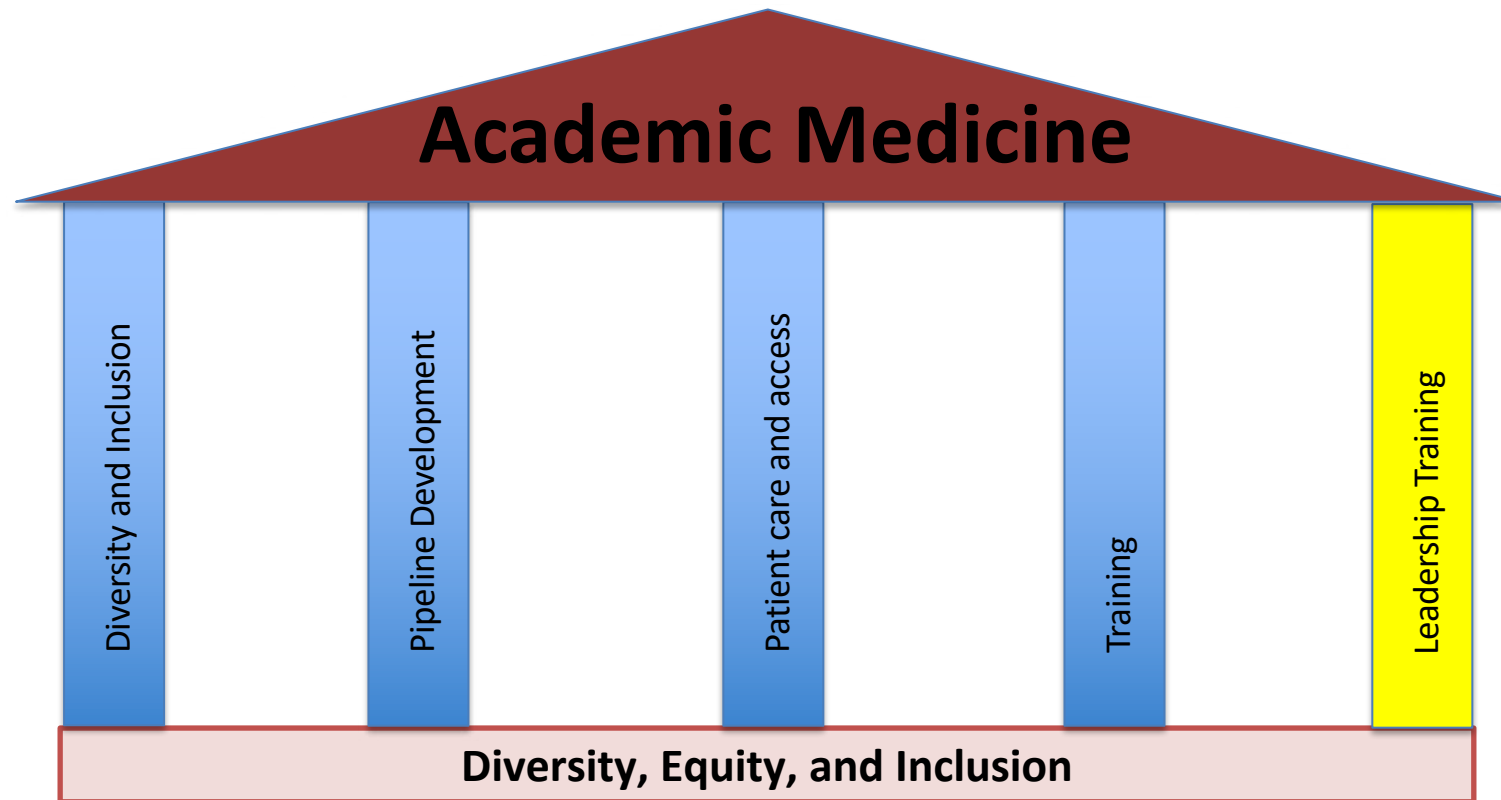 Academic Medicine
Diversity and Inclusion
Pipeline Development
Patient care and access
Training
Leadership Training
Diversity, Equity, and Inclusion